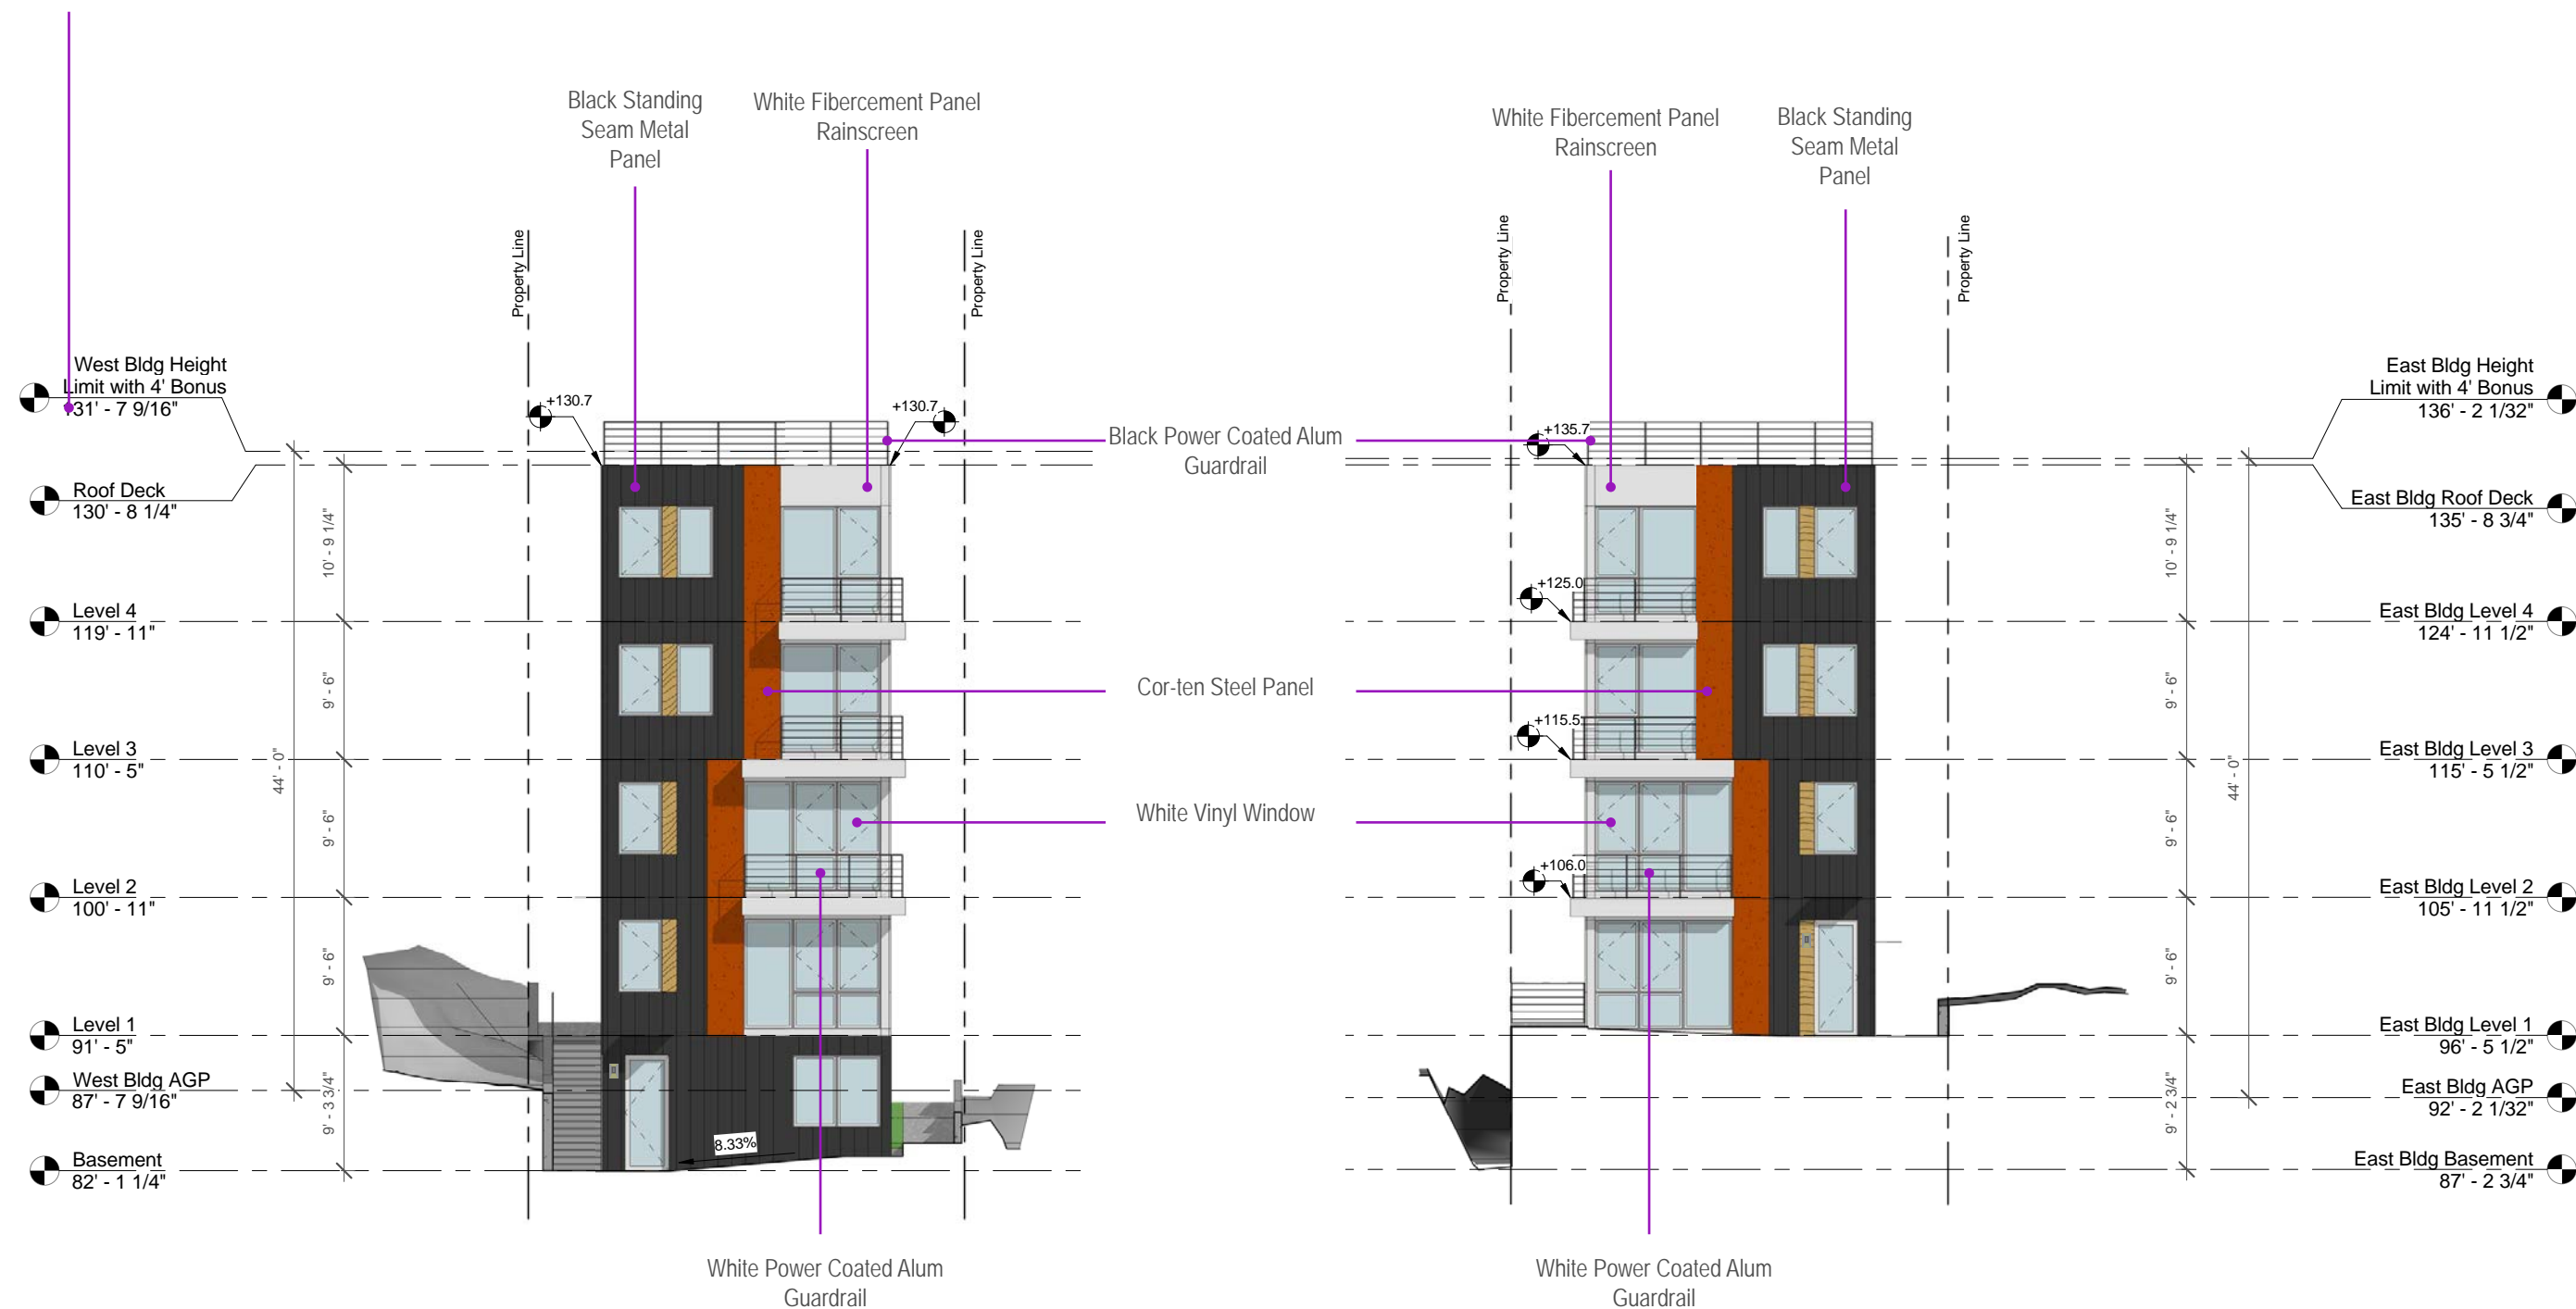 Black Standing
Seam Metal
Panel
White Fibercement Panel
Rainscreen
White Fibercement Panel
Rainscreen
Black Standing
Seam Metal
Panel
Property Line
Property Line
Property Line
Property Line
West Bldg Height
Limit with 4' Bonus
131' - 7 9/16"
Roof Deck
130' - 8 1/4"
Level 4
119' - 11"
Level 3
110' - 5"
Level 2
100' - 11"
Level 1
91' - 5"
West Bldg AGP
87' - 7 9/16"
Basement
82' - 1 1/4"
44' - 0"
10' - 9 1/4"
9' - 6"
9' - 6"
9' - 6"
9' - 3 3/4"
+130.7
+130.7
8.33%
Black Power Coated Alum
Guardrail
Cor-ten Steel Panel
White Vinyl Window
White Power Coated Alum
Guardrail
White Power Coated Alum
Guardrail
+135.7
+125.0
+115.5
+106.0
10' - 9 1/4"
9' - 6"
9' - 6"
9' - 6"
9' - 2 3/4"
44' - 0"
East Bldg Height
Limit with 4' Bonus
136' - 2 1/32"
East Bldg Roof Deck
135' - 8 3/4"
East Bldg Level 4
124' - 11 1/2"
East Bldg Level 3
115' - 5 1/2"
East Bldg Level 2
105' - 11 1/2"
East Bldg Level 1
96' - 5 1/2"
East Bldg AGP
92' - 2 1/32"
East Bldg Basement
87' - 2 3/4"